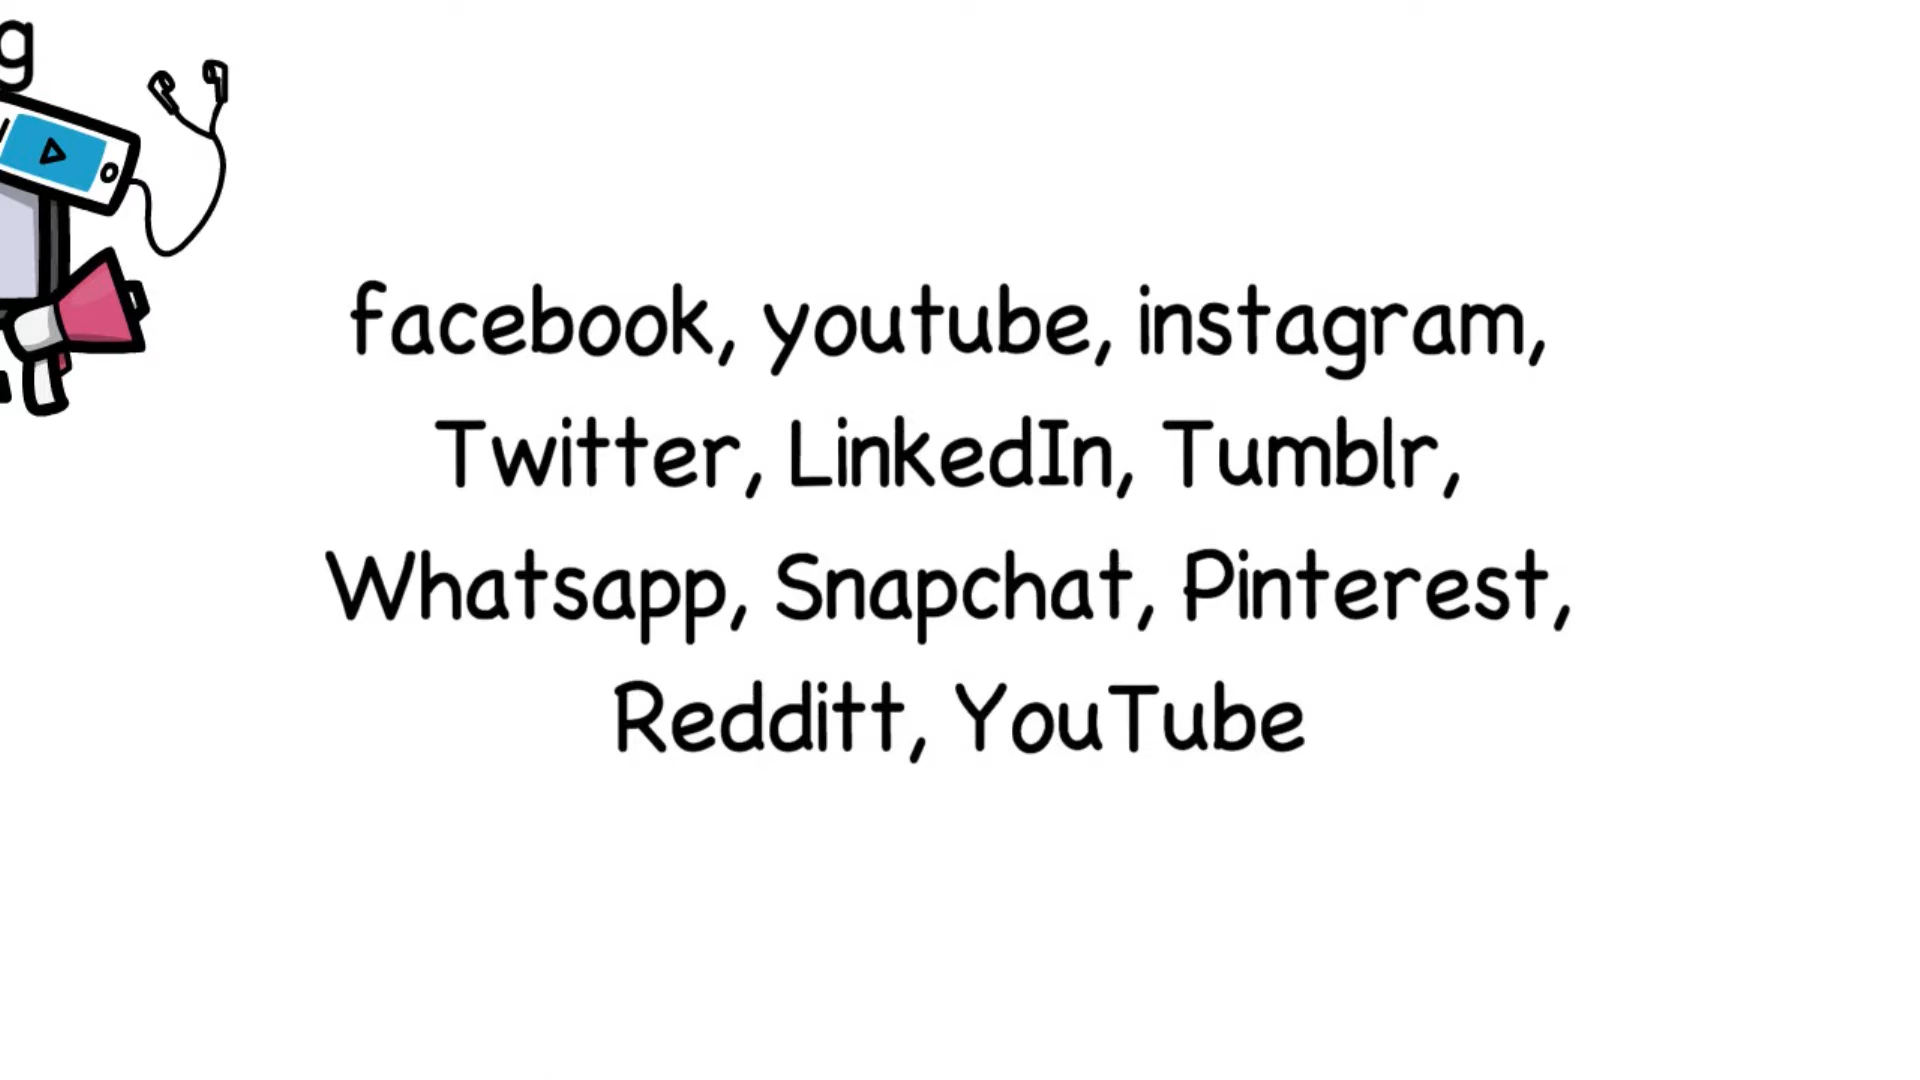 g
facebook, youtube, instagram,
Twitter, LinkedIn, Tumblr,
Whatsapp, Snapchat, Pinterest,
Redditt, YouTube